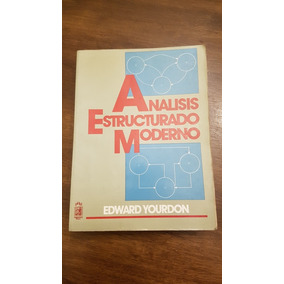 ANALISIS
ESTRUCTURADO
MODERNO
EDWARD YOURDON